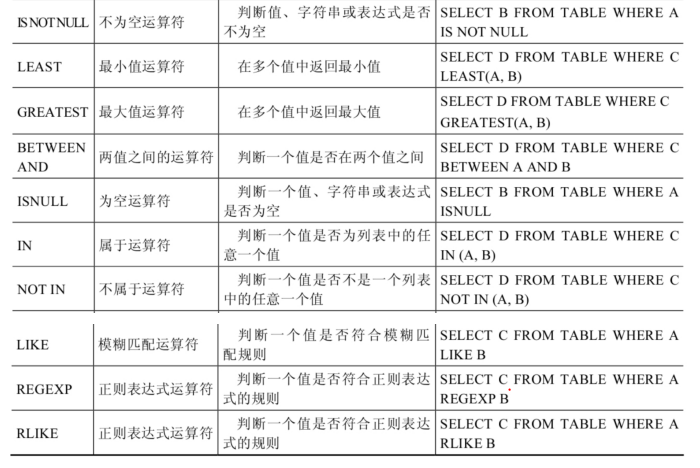 IS NOT NULL 不为空运算符 判断值、字符串或表达式是否不为空 SELECT B FROM TABLE WHERE A IS NOT NULL
LEAST 最小值运算符 在多个值中返回最小值 SELECT D FROM TABLE WHERE C LEAST(A, B)
GREATEST 最大值运算符 在多个值中返回最大值 SELECT D FROM TABLE WHERE C GREATEST(A, B)
BETWEEN AND 两值之间的运算符 判断一个值是否在两个值之间 SELECT D FROM TABLE WHERE C BETWEEN A AND B
ISNULL 为空运算符 判断一个值、字符串或表达式是否为空 SELECT B FROM TABLE WHERE A ISNULL
IN 属于运算符 判断一个值是否为列表中的任意一个值 SELECT D FROM TABLE WHERE C IN (A, B)
NOT IN 不属于运算符 判断一个值是否不是一个列表中的任意一个值 SELECT D FROM TABLE WHERE C NOT IN (A, B)
LIKE 模糊匹配运算符 判断一个值是否符合模糊匹配规则 SELECT C FROM TABLE WHERE A LIKE B
REGEXP 正则表达式运算符 判断一个值是否符合正则表达式的规则 SELECT C FROM TABLE WHERE A REGEXP B
RLIKE 正则表达式运算符 判断一个值是否符合正则表达式的规则 SELECT C FROM TABLE WHERE A RLIKE B